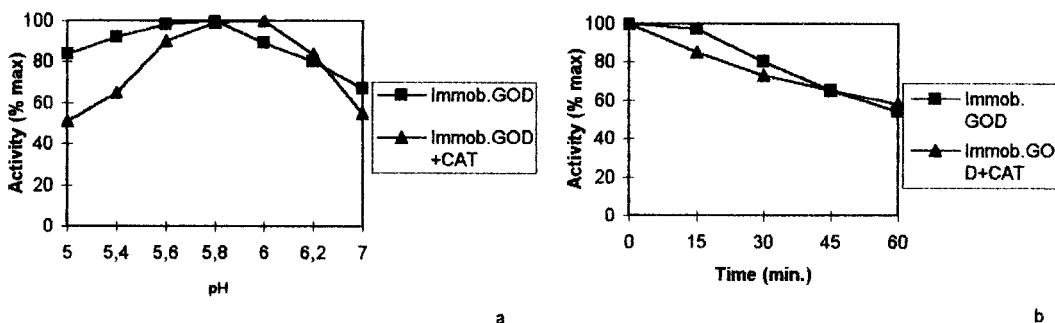 Activity (% max)
100
80
60
40
20
0
5
5,4
5,6
5,8
6
6,2
7
pH
Immob.GOD
Immob.GOD
+CAT
a
Activity (% max)
100
80
60
40
20
0
0
15
30
45
60
Time (min.)
Immob.
GOD
Immob.GO
D+CAT
b